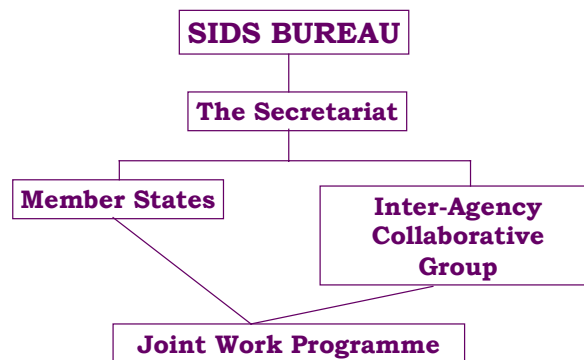 SIDS BUREAU
The Secretariat
Member States
Inter-Agency
Collaborative
Group
Joint Work Programme